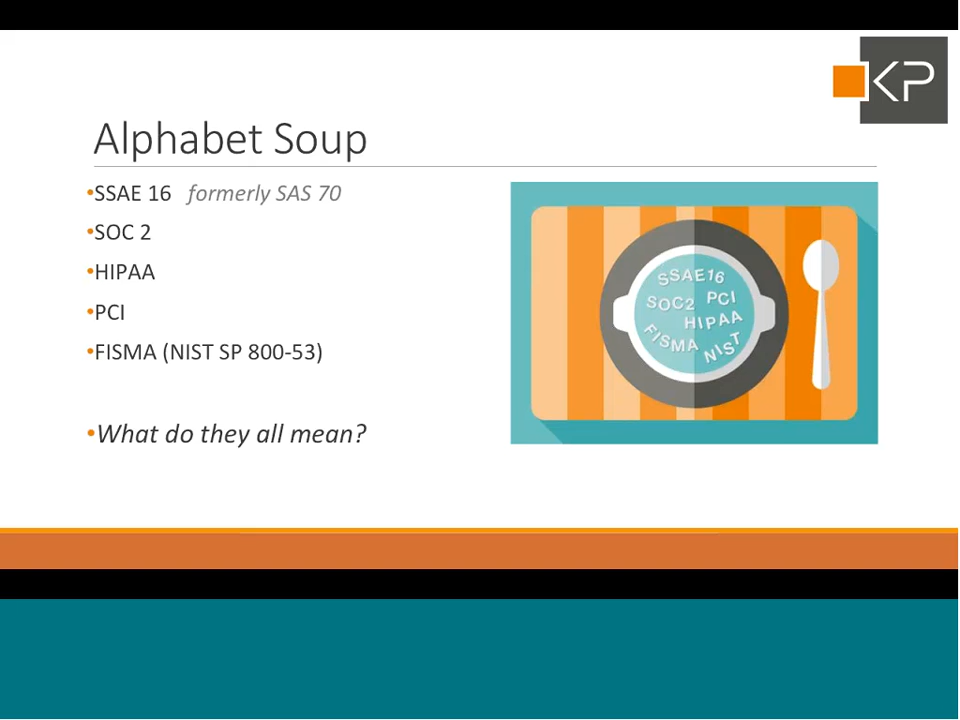 KP
Alphabet Soup
•SSAE 16 formerly SAS 70
•SOC 2
•HIPAA
•PCI
•FISMA (NIST SP 800-53)
•What do they all mean?
SSAE16
SOC2 PCI
HIPAA
FISMA NIST